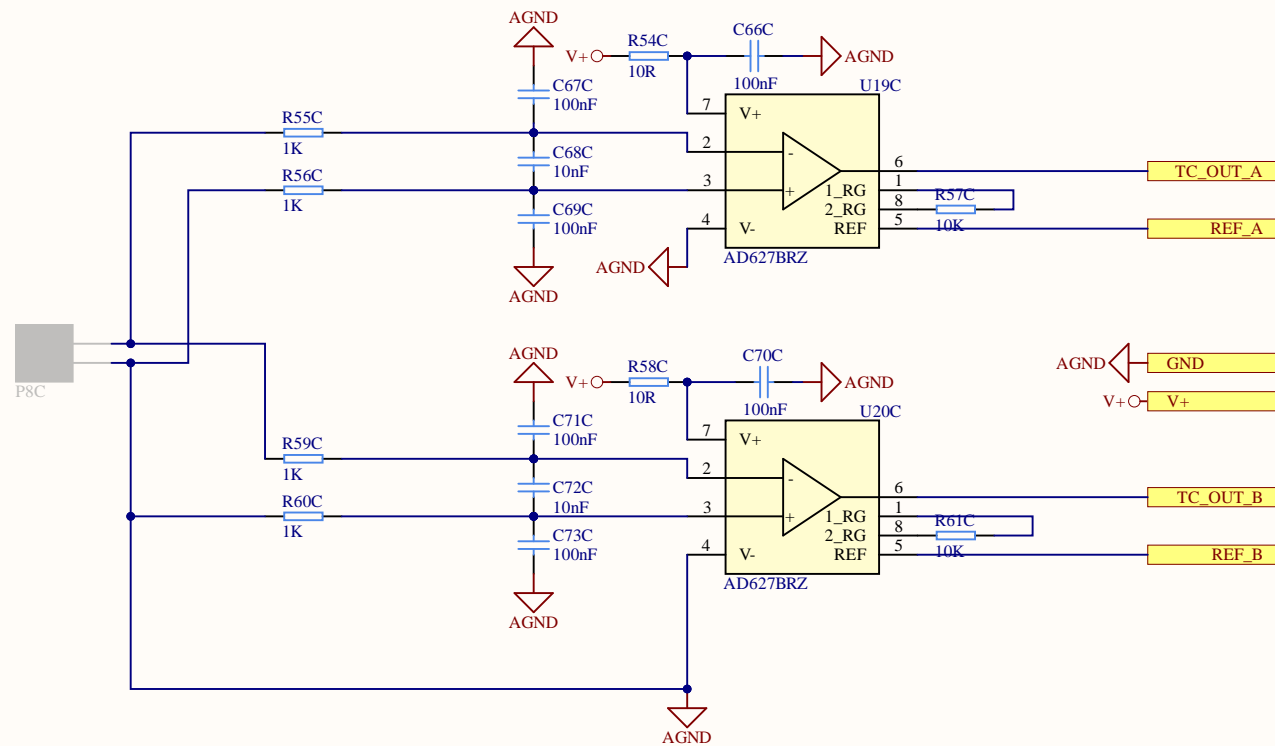 AGND
V+
R54C
10R
C66C
100nF
AGND
C67C
100nF
U19C
R55C
1K
7
V+
2
-
C68C
10nF
R56C
1K
3
+
6
TC_OUT_A
1_RG
1
2_RG
8
R57C
10K
C69C
100nF
4
V-
REF
5
REF_A
AGND
AD627BRZ
AGND
P8C
AGND
V+
R58C
10R
C70C
100nF
AGND
AGND
GND
V+
V+
C71C
100nF
U20C
R59C
1K
7
V+
2
-
C72C
10nF
R60C
1K
3
+
6
TC_OUT_B
1_RG
1
2_RG
8
R61C
10K
C73C
100nF
4
V-
REF
5
REF_B
AD627BRZ
AGND
AGND